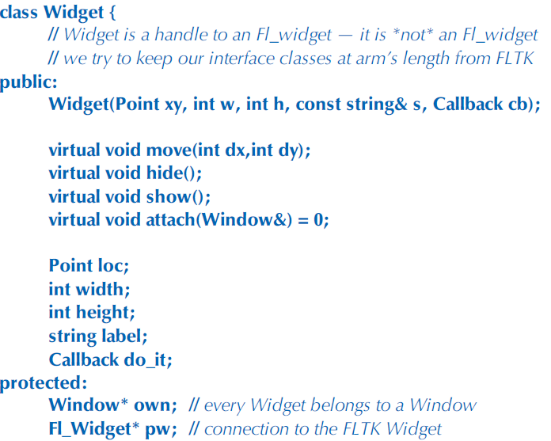 class Widget {
// Widget is a handle to an Fl_widget — it is *not* an Fl_widget
// we try to keep our interface classes at arm's length from FLTK
public:
Widget(Point xy, int w, int h, const string& s, Callback cb);
virtual void move(int dx,int dy);
virtual void hide();
virtual void show();
virtual void attach(Window&) = 0;
Point loc;
int width;
int height;
string label;
Callback do_it;
protected:
Window* own; // every Widget belongs to a Window
Fl_Widget* pw; // connection to the FLTK Widget